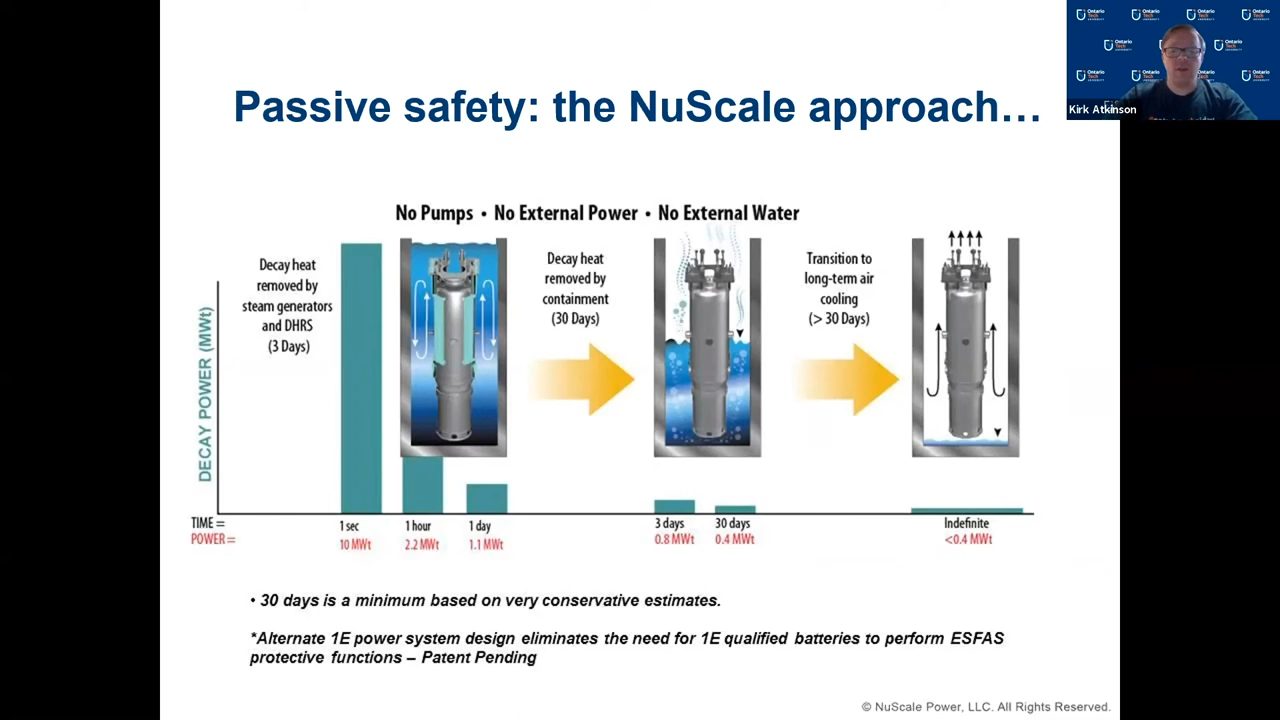 Ontario Tech UNIVERSITY
Kirk Atkinson
Passive safety: the NuScale approach…
No Pumps • No External Power • No External Water
Decay heat
removed by
steam generators
and DHRS
(3 Days)
Decay heat
removed by
containment
(30 Days)
Transition to
long-term air
cooling
(> 30 Days)
DECAY POWER (MWt)
TIME = 1 sec 1 hour 1 day 3 days 30 days Indefinite
POWER = 10 MWt 2.2 MWt 1.1 MWt 0.8 MWt 0.4 MWt <0.4 MWt
• 30 days is a minimum based on very conservative estimates.
*Alternate 1E power system design eliminates the need for 1E qualified batteries to perform ESFAS
protective functions – Patent Pending
© NuScale Power, LLC. All Rights Reserved.